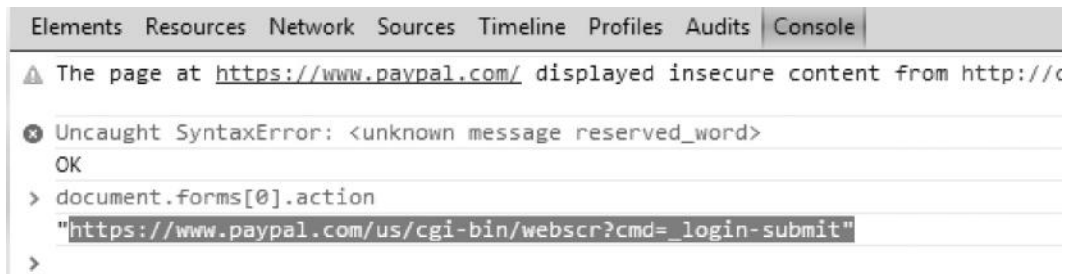 Elements Resources Network Sources Timeline Profiles Audits Console
The page at https://www.paypal.com/ displayed insecure content from http://
Uncaught SyntaxError: <unknown message reserved_word>
OK
> document.forms[0].action
"https://www.paypal.com/us/cgi-bin/webscr?cmd=_login-submit"
>